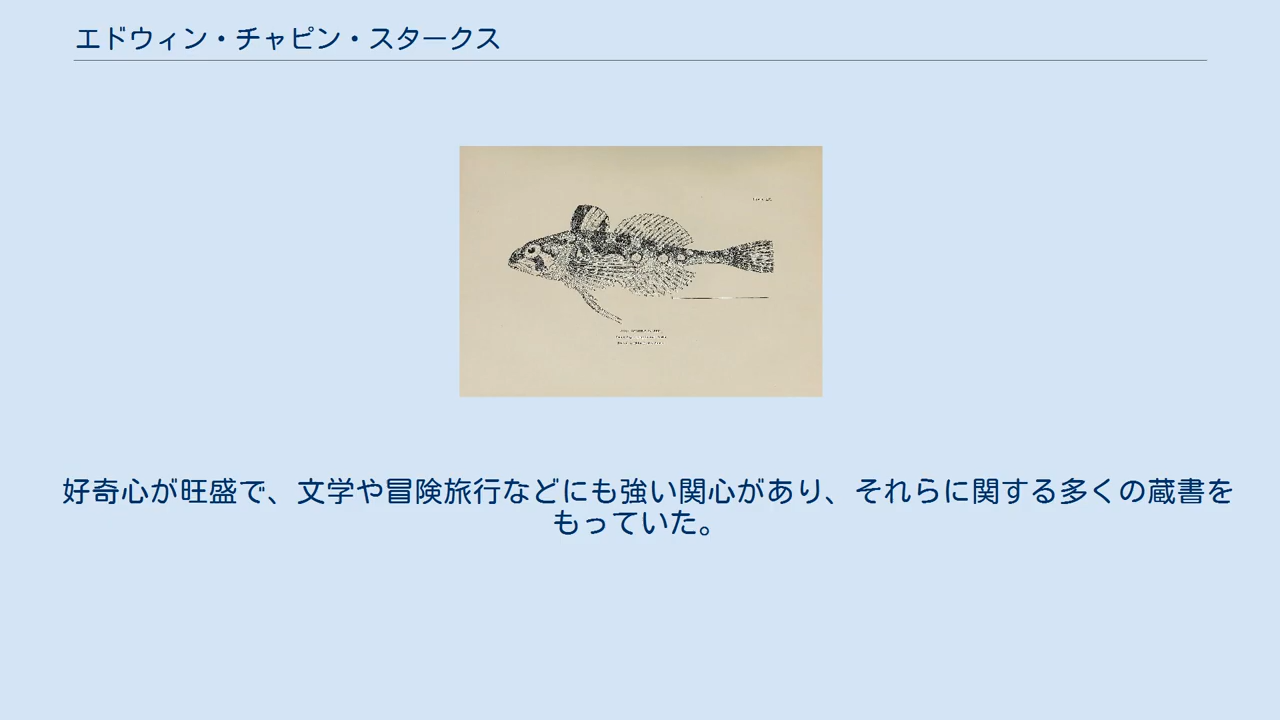 エドウィン・チャピン・スタークス
好奇心が旺盛で、文学や冒険旅行などにも強い関心があり、それらに関する多くの蔵書を
もっていた。